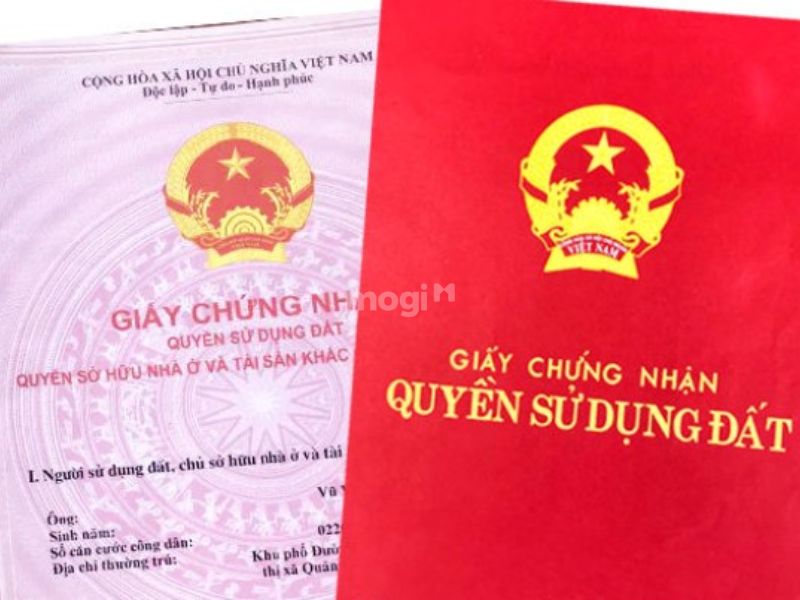 CỘNG HÒA XÃ HỘI CHỦ NGHĨA VIỆT NAM
Độc lập - Tự do - Hạnh phúc
GIẤY CHỨNG
QUYỀN SỬ DỤNG ĐẤT
QUYỀN SỞ HỮU NHÀ Ở VÀ TÀI SẢN KHÁC
I. Người sử dụng đất, chủ sở hữu nhà ở và tài
Vũ
Ông:
Sinh năm:
Số căn cước công dân:
Địa chỉ thường trú:
Khu phố
thị xã
mogi
VIỆT NAM
GIẤY CHỨNG NHẬN
QUYỀN SỬ DỤNG ĐẤT